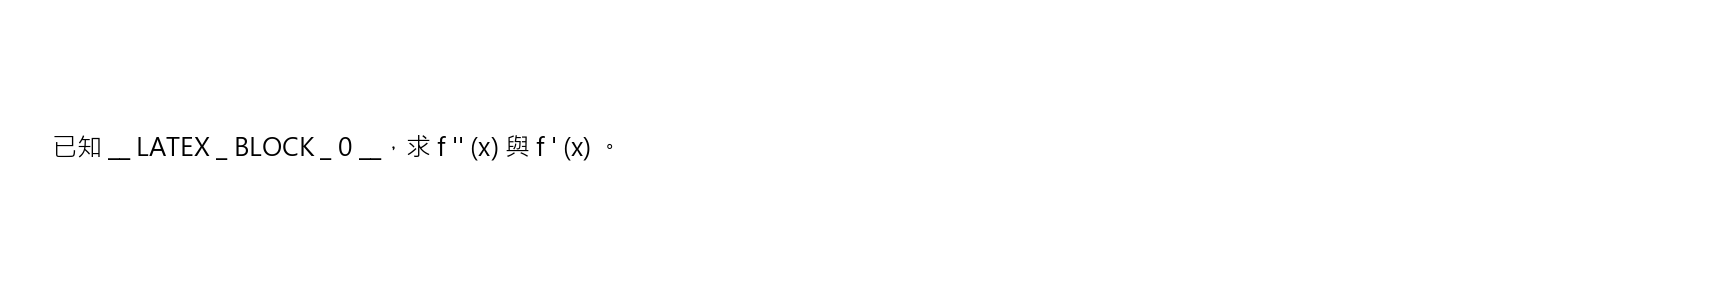 已知 __ LATEX _ BLOCK _ 0 __，求 f '' (x) 與 f ' (x) 。